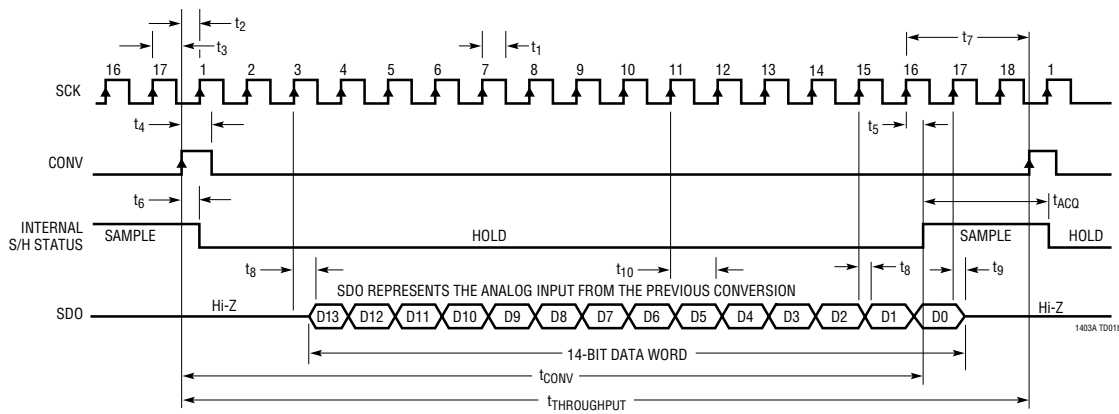 t2
t3
t1
t7
16 17 1 2 3 4 5 6 7 8 9 10 11 12 13 14 15 16 17 18 1
SCK
t4
t5
CONV
t6
tACQ
INTERNAL
S/H STATUS
SAMPLE HOLD SAMPLE HOLD
t8 t10 t8 t9
SDO REPRESENTS THE ANALOG INPUT FROM THE PREVIOUS CONVERSION
SDO Hi-Z D13 D12 D11 D10 D9 D8 D7 D6 D5 D4 D3 D2 D1 D0 Hi-Z
1403A TD01b
14-BIT DATA WORD
tCONV
tTHROUGHPUT